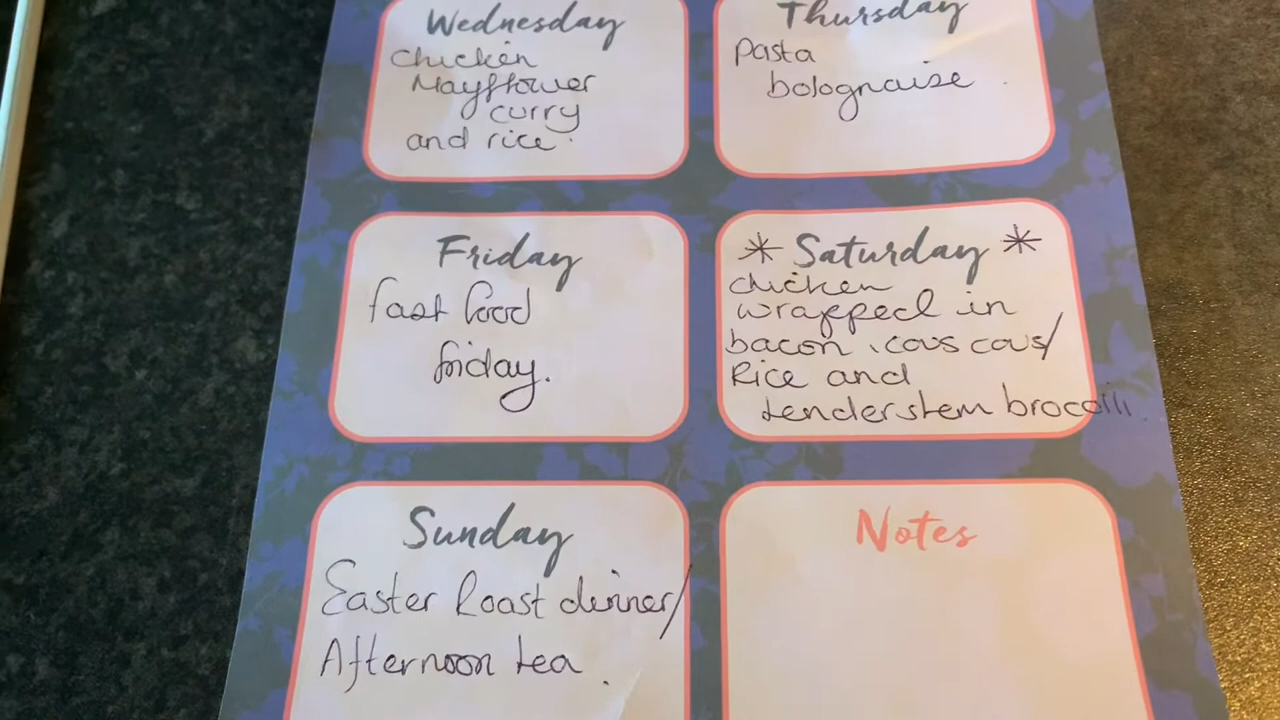 Wednesday
Chicken
Mayflower
curry
and rice.
Thursday
Pasta
bolognaise
Friday
fast food
friday.
* Saturday *
chicken
wrapped in
bacon, cous cous/
Rice and
tenderstem brocolli
Sunday
Easter Roast dinner/
Afternoon tea.
Notes